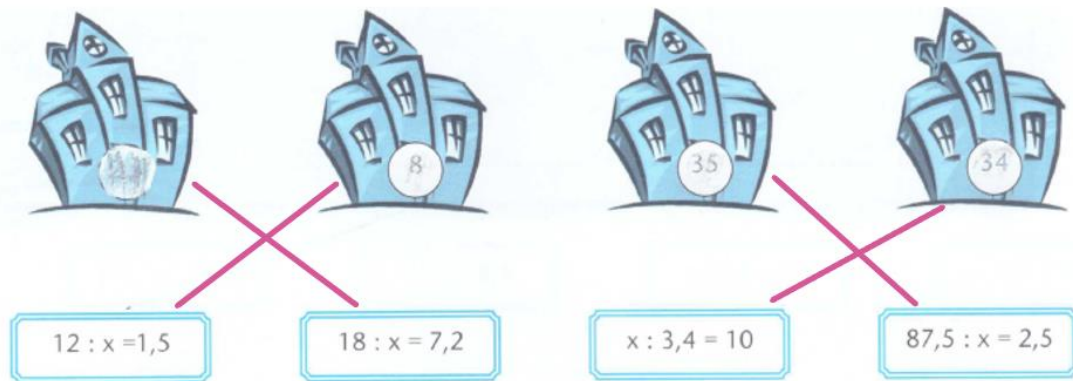 8
35
34
12 : x =1,5
18 : x = 7,2
x : 3,4 = 10
87,5 : x = 2,5